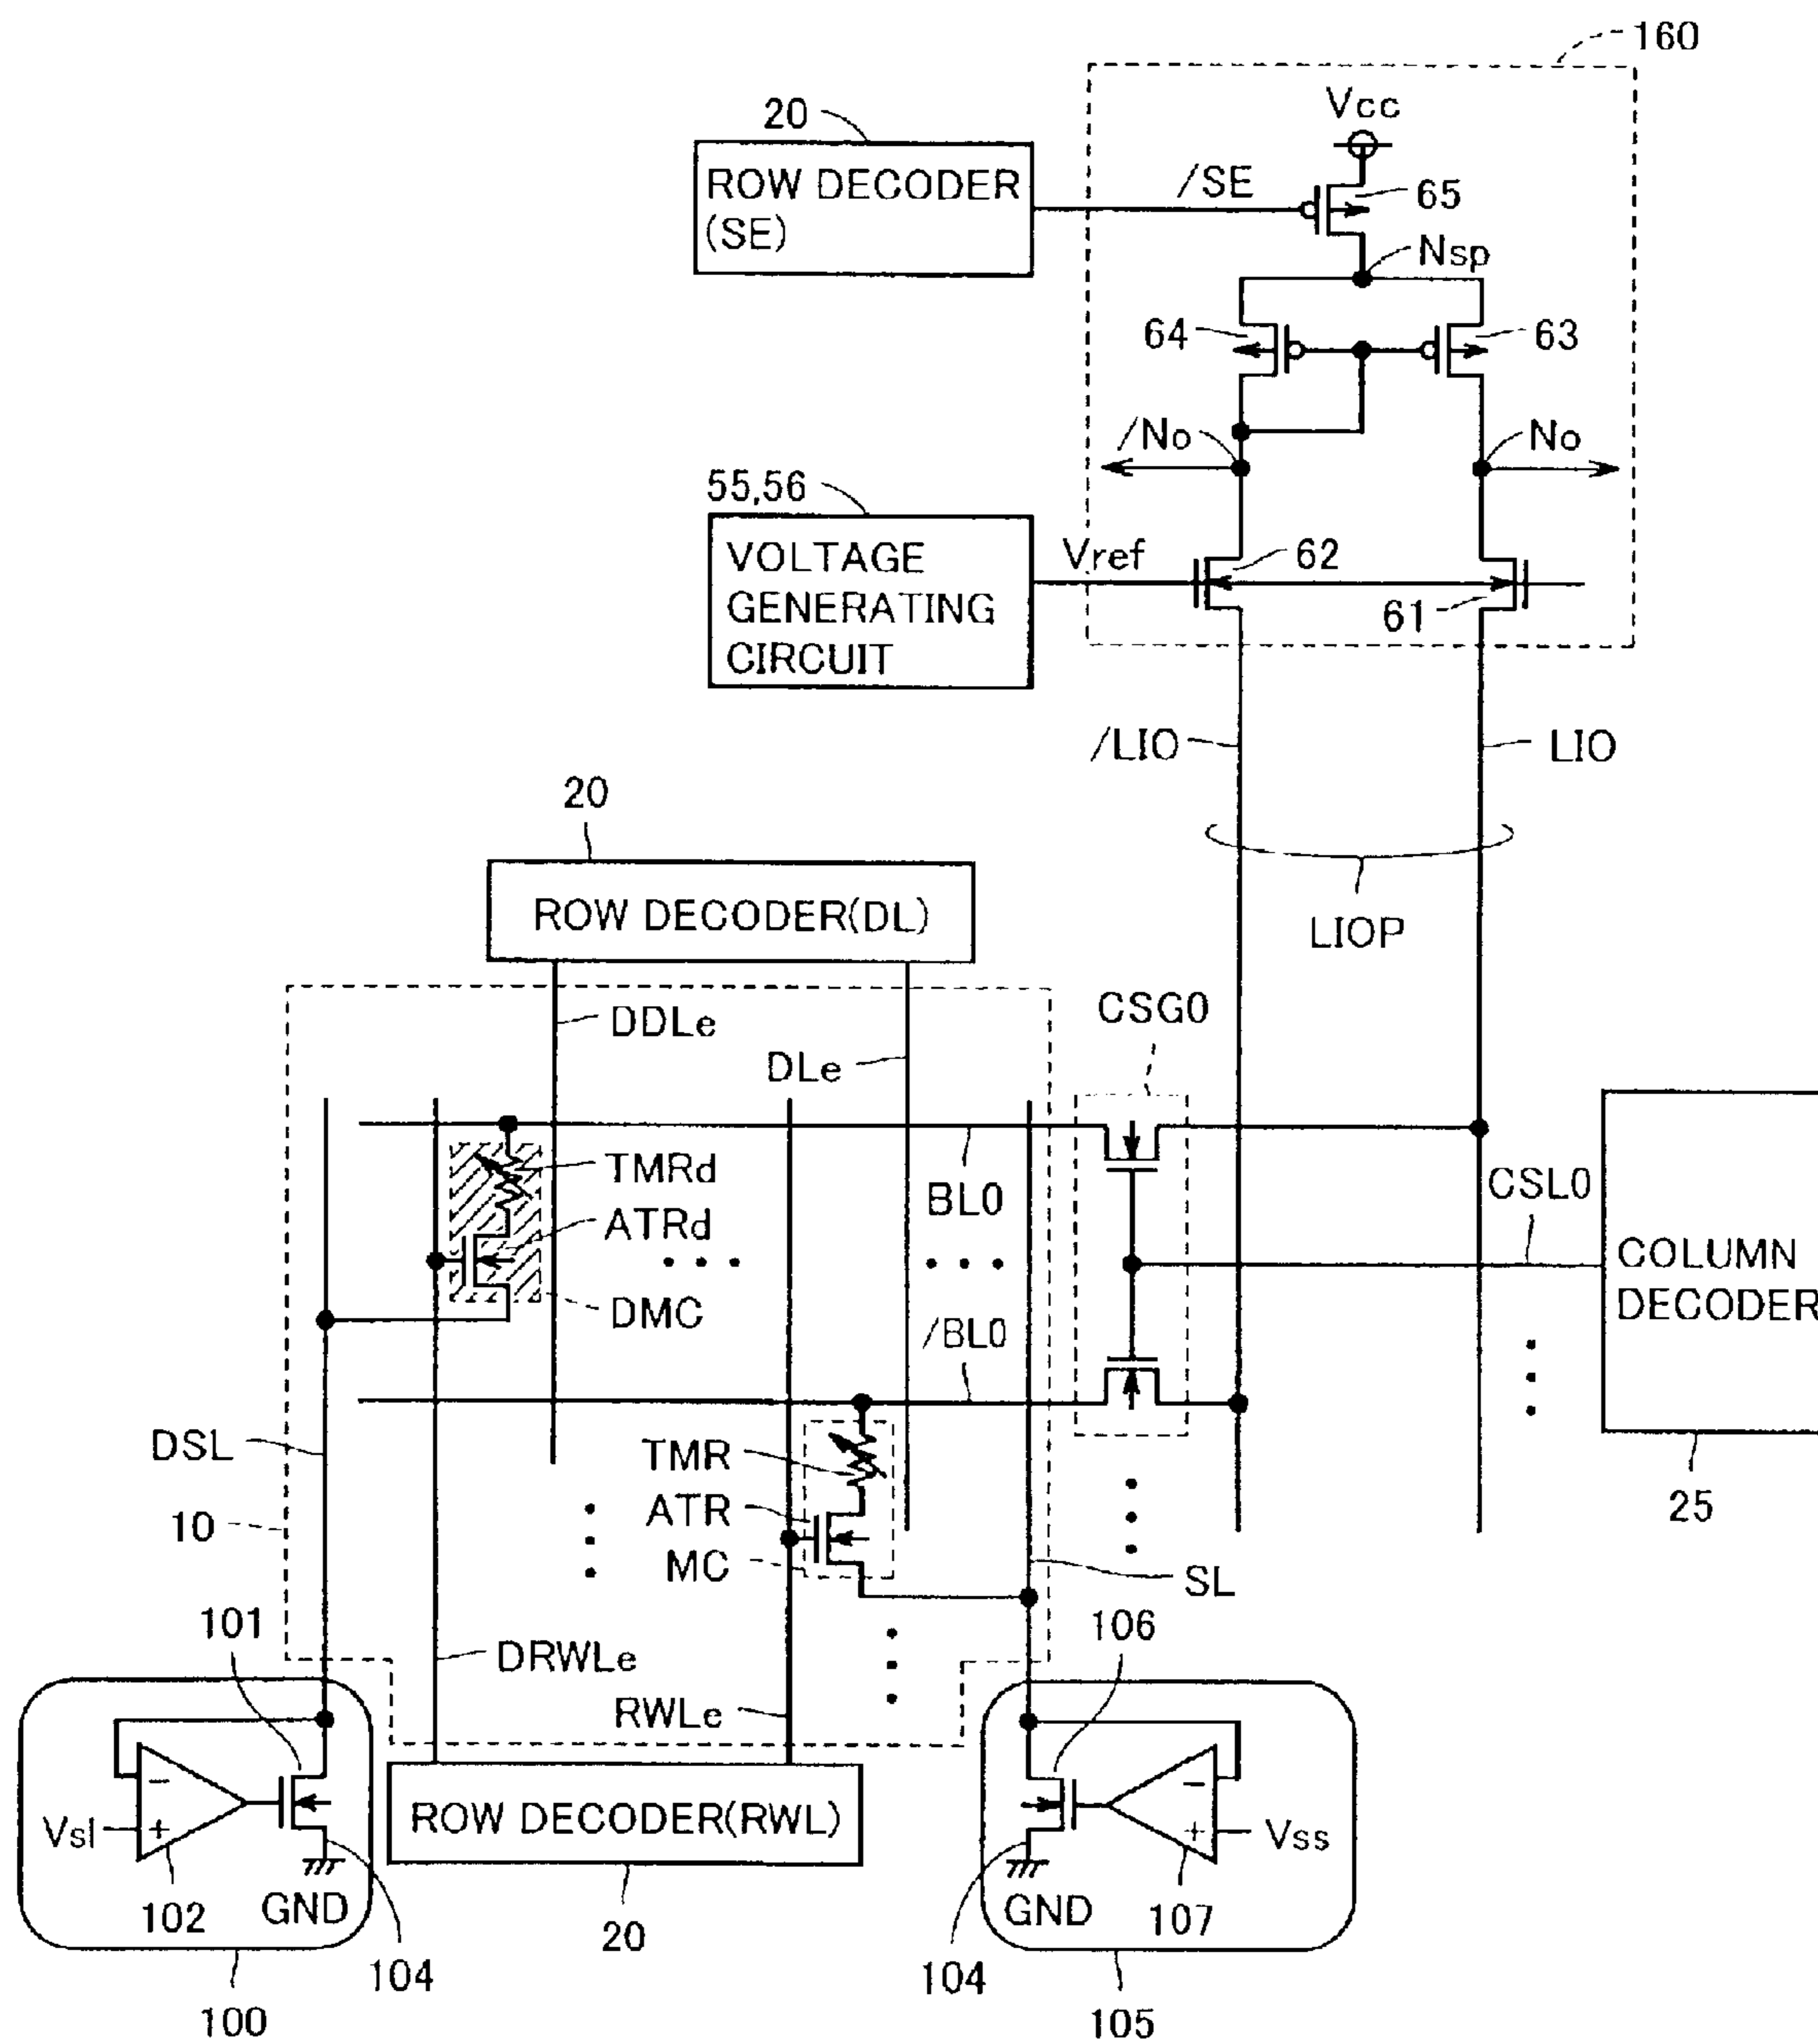 160
Vcc
20
ROW DECODER
(SE)
/SE
65
Nsp
64
63
/No
No
55,56
VOLTAGE
GENERATING
CIRCUIT
Vref
62
61
/LIO
LIO
LIOP
20
ROW DECODER(DL)
DDLe
DLe
CSG0
TMRd
ATRd
DMC
BL0
/BL0
CSL0
COLUMN
DECODER
25
DSL
10
TMR
ATR
MC
SL
101
106
DRWLe
RWLe
ROW DECODER(RWL)
20
Vsl
−
+
102
GND
104
100
−
+
Vss
107
GND
104
105